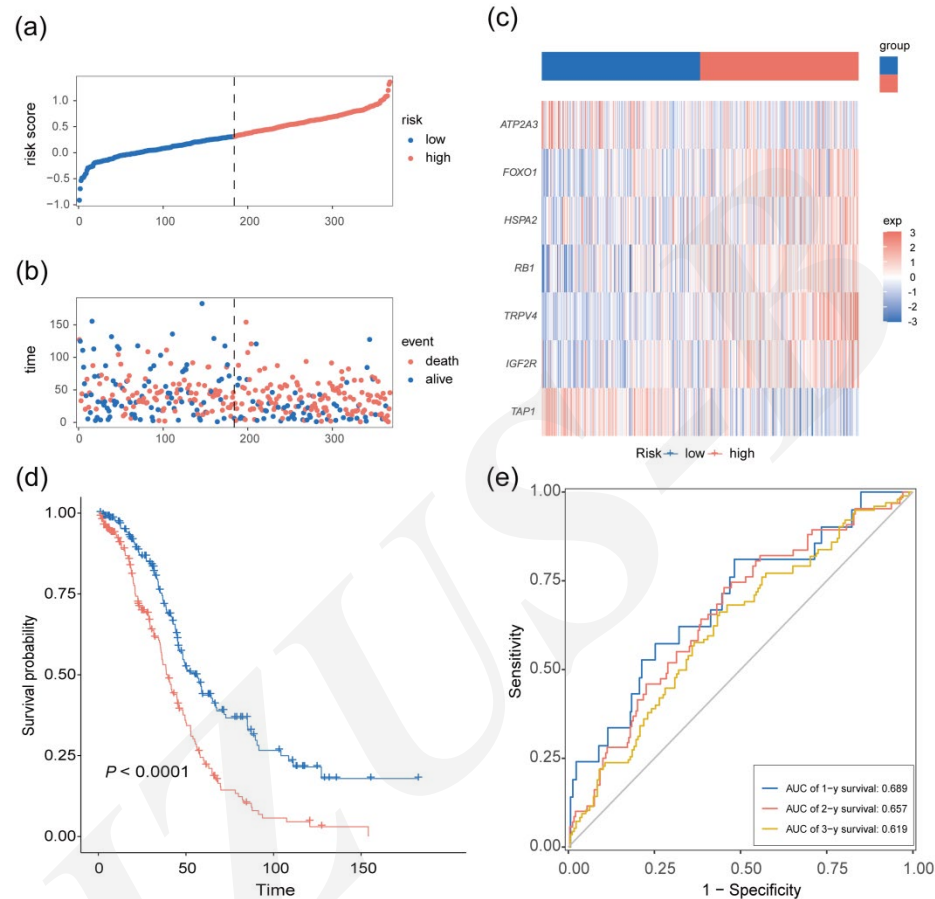 (a)
risk score
1.0
0.5
0.0
−0.5
−1.0
0
100
200
300
risk
low
high
(b)
time
150
100
50
0
0
100
200
300
event
death
alive
(c)
group
ATP2A3
FOXO1
HSPA2
RB1
TRPV4
IGF2R
TAP1
exp
3
2
1
0
-1
-2
-3
(d)
Risk low high
Survival probability
1.00
0.75
0.50
0.25
0.00
P < 0.0001
0
50
100
150
Time
(e)
Sensitivity
1.00
0.75
0.50
0.25
0.00
0.00
0.25
0.50
0.75
1.00
1 − Specificity
AUC of 1-y survival: 0.689
AUC of 2-y survival: 0.657
AUC of 3-y survival: 0.619
JZUS-B